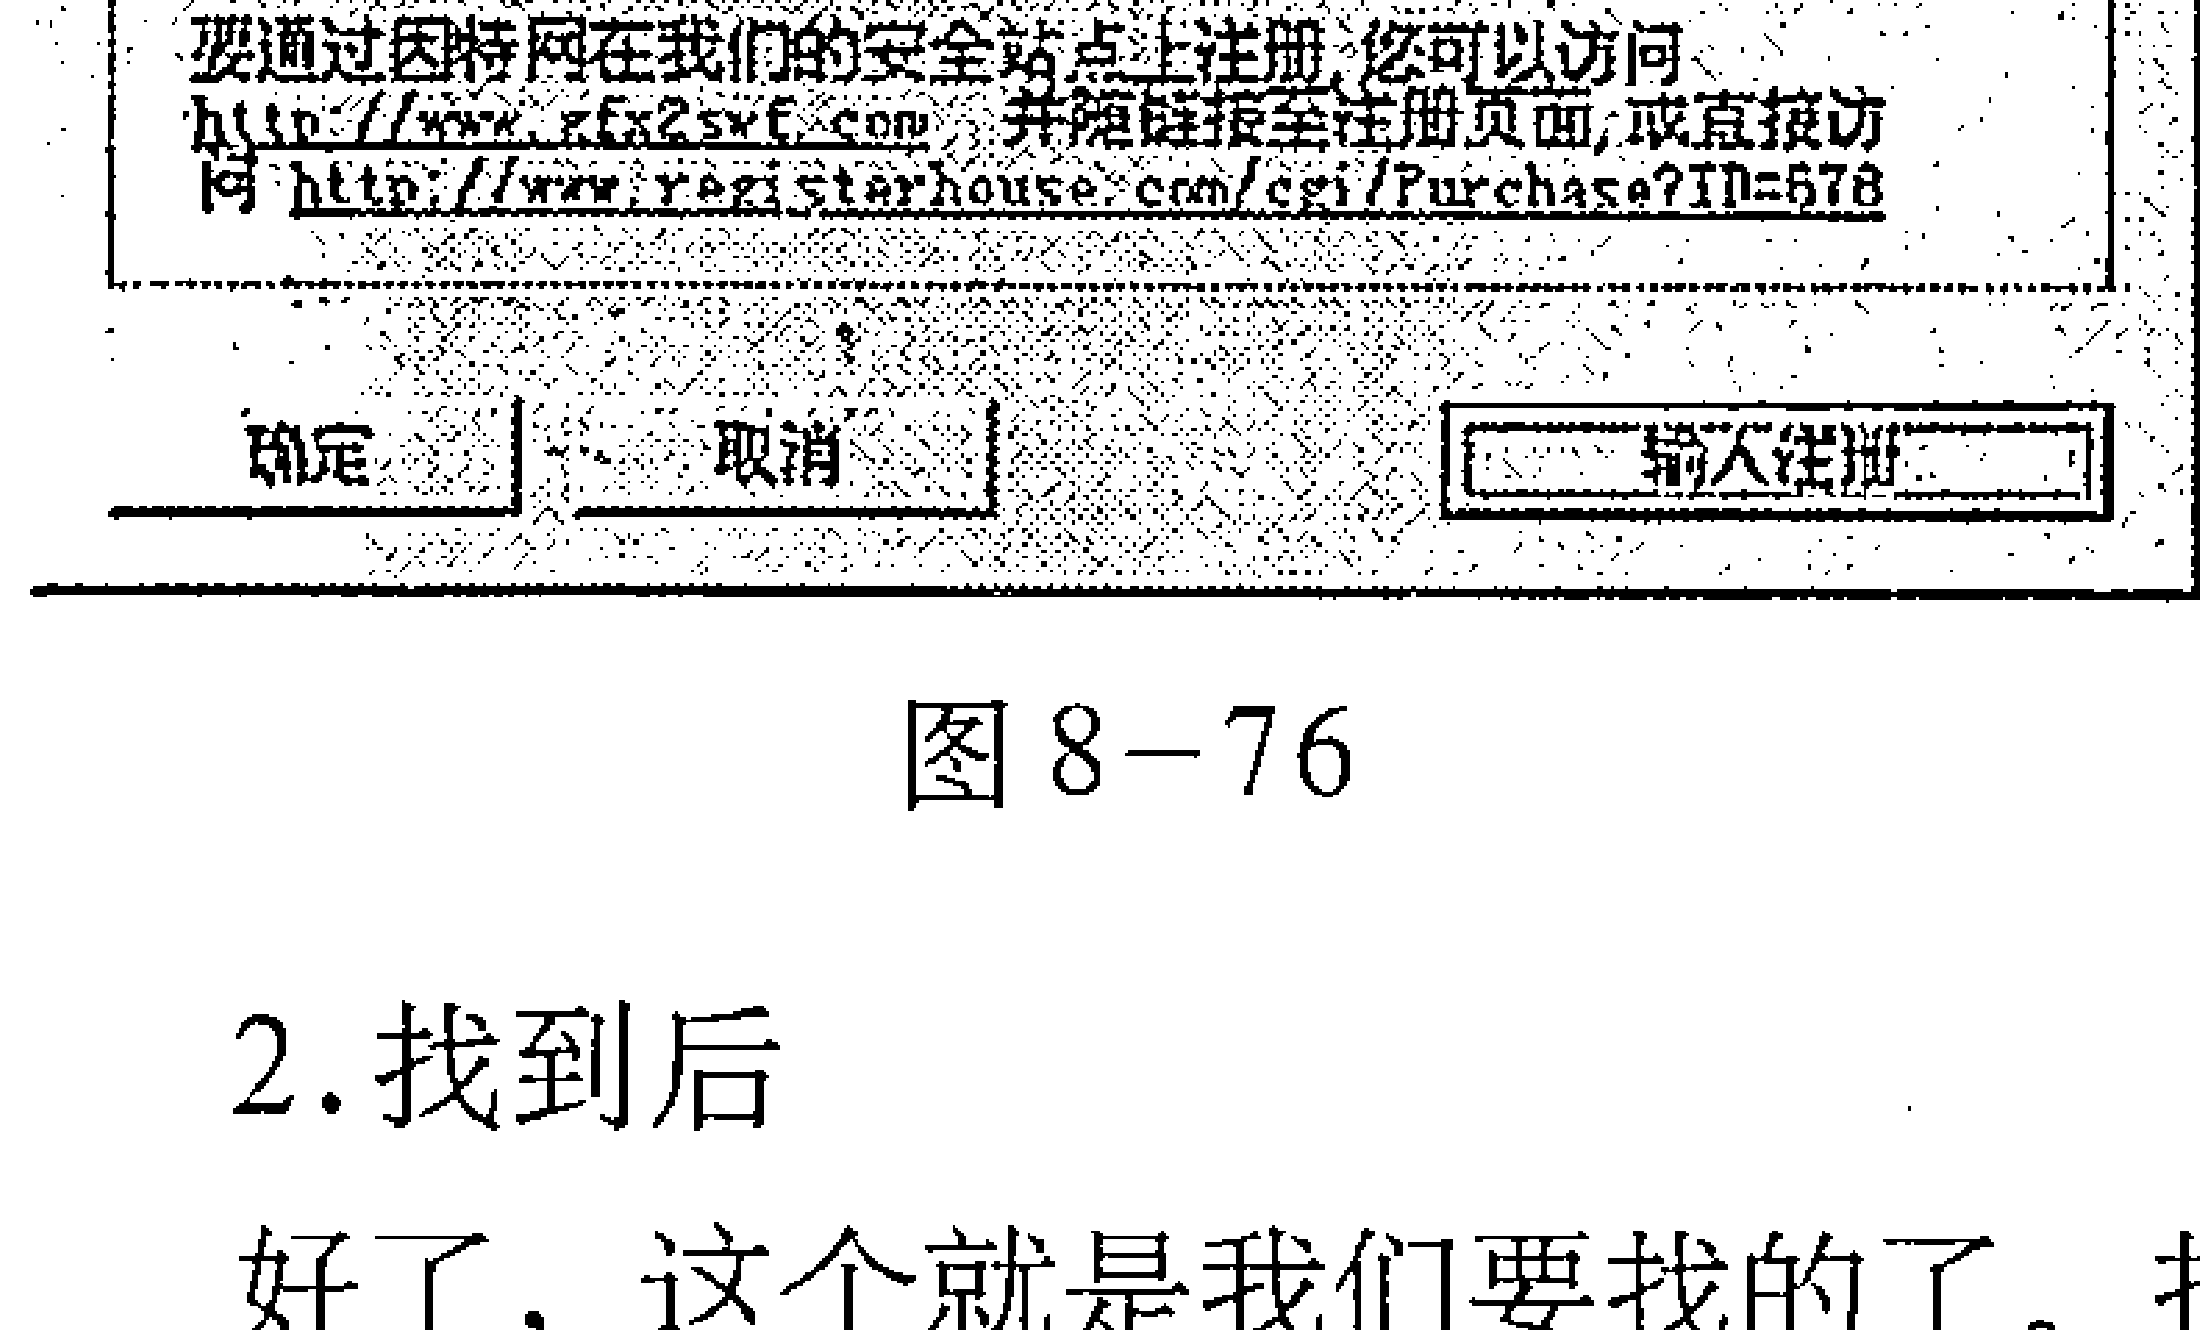 要通过因特网在我们的安全站点上注册,您可以访问
http://www.gfx2swf.com 并随链接至注册页面,或直接访
问 http://www.registerhouse.com/cgi/Purchase?ID=678
确定 取消 输入注册
图 8-76
2.找到后
好了,这个就是我们要找的了。